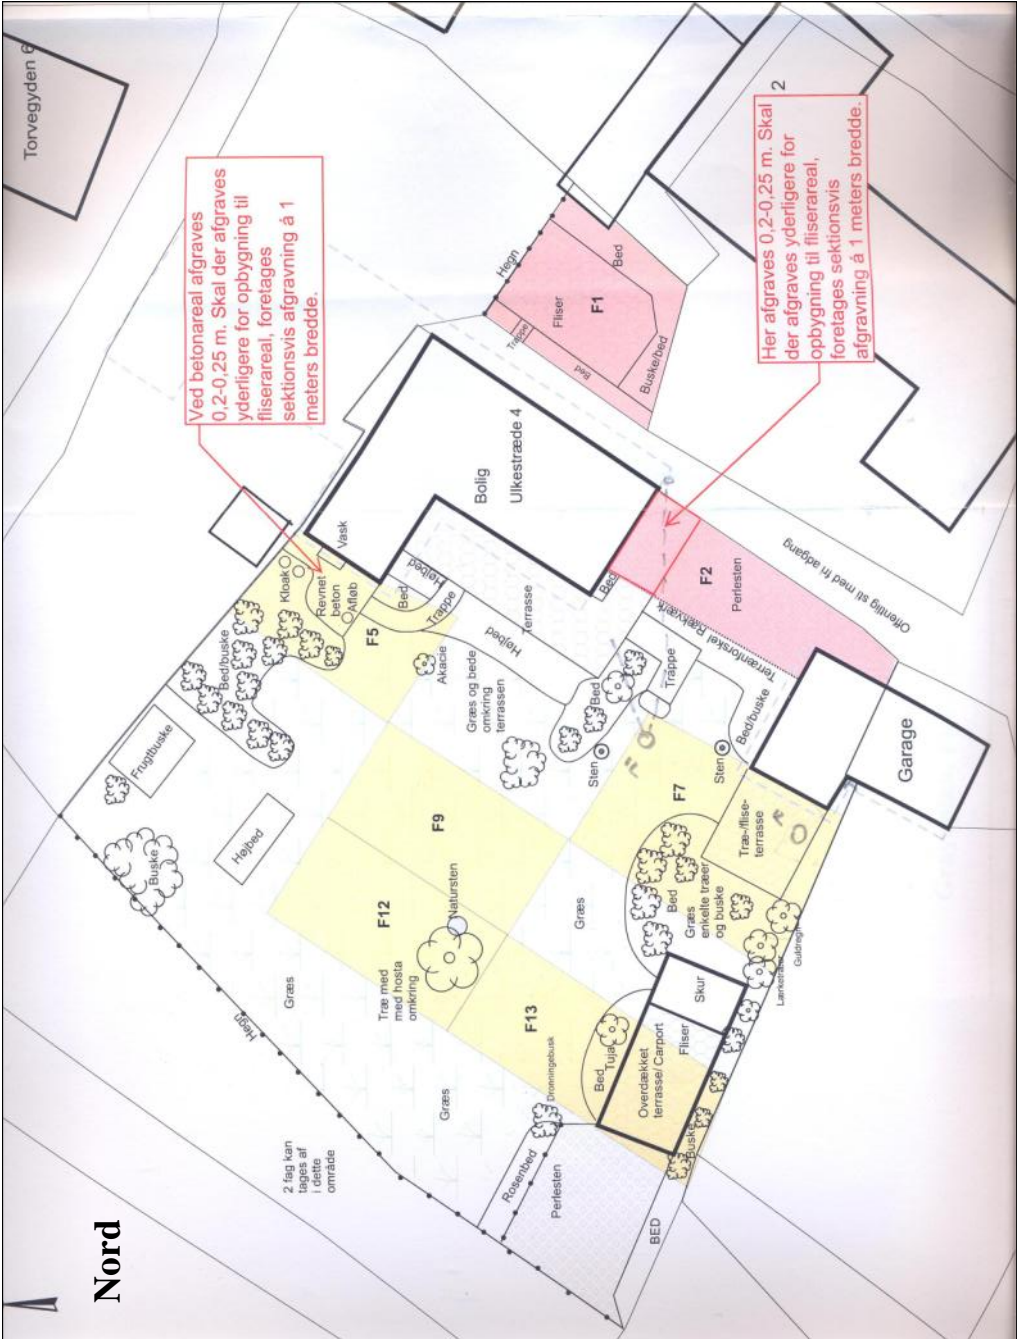 Torvegyden 6
Ved betonareal afgraves
0,2-0,25 m. Skal der afgraves
yderligere for opbygning til
fliserareal, foretages
sektionsvis afgravning á 1
meters bredde.
2
Her afgraves 0,2-0,25 m. Skal
der afgraves yderligere for
opbygning til fliserareal,
foretages sektionsvis
afgravning á 1 meters bredde.
Hegn
Fliser
F1
Bed
Trappe
Bed
Buske/bed
Bolig
Ulkestræde 4
Vask
Kloak
Revnet
beton
Afløb
F5
Bed
Højbed
Trappe
Højbed
Terrasse
Bed
F2
Perlesten
Offentlig sti med fri adgang
Terrænforskel Rækværk
Bed/buske
Frugtbuske
Buske
Højbed
Akacie
Græs og bede
omkring
terrassen
Bed
Trappe
Sten
Sten
Bed/buske
Garage
F7
Træ-/flise-
terrasse
F9
F12
Natursten
Træ med
med hosta
omkring
Græs
Hegn
Græs
Græs
Bed
Græs
enkelte træer
og buske
Guldregn
Lærketræer
Skur
Fliser
Overdækket
terrasse/ Carport
F13
Bed
Tuja
Dronningebusk
Buske
Rosenbed
Perlesten
BED
2 fag kan
tages af
i dette
område
Nord